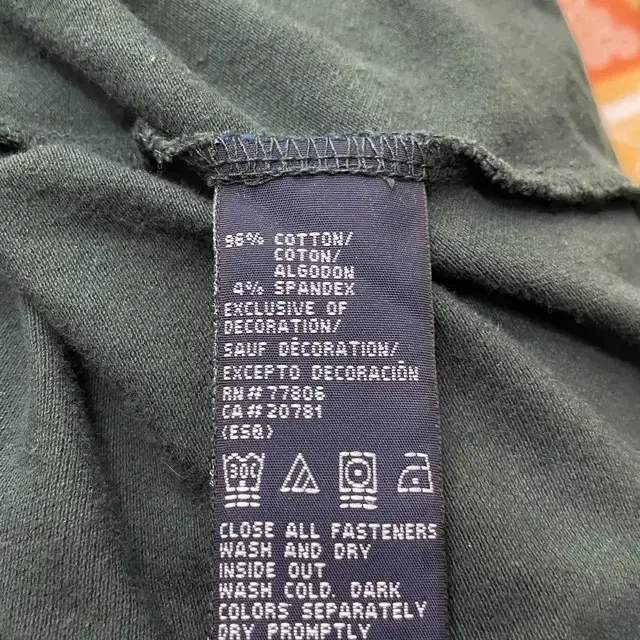 96% COTTON/
COTON/
ALGODON
4% SPANDEX
EXCLUSIVE OF
DECORATION/
SAUF DÉCORATION/
EXCEPTO DECORACIÓN
RN# 77806
CA# 20781
(ESQ)
30C
CLOSE ALL FASTENERS
WASH AND DRY
INSIDE OUT
WASH COLD. DARK
COLORS SEPARATELY
DRY PROMPTLY